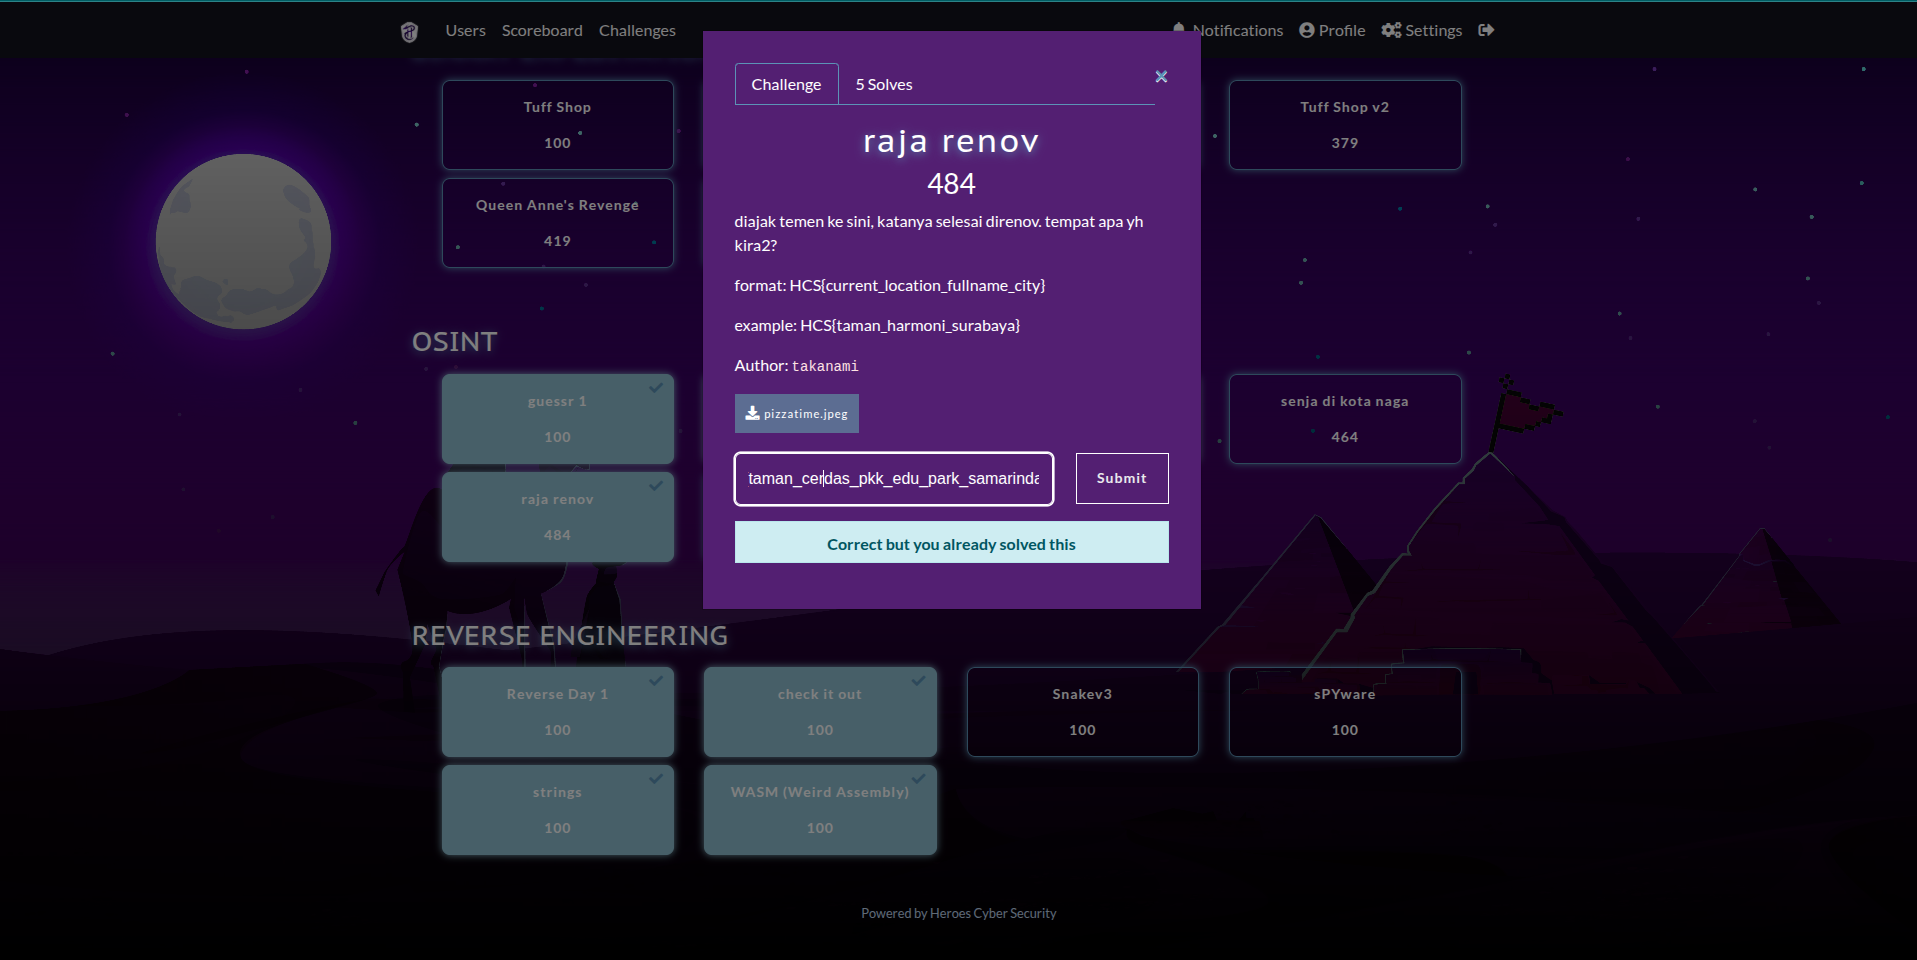 Users Scoreboard Challenges Notifications Profile Settings
Challenge 5 Solves ×
raja renov
484
diajak temen ke sini, katanya selesai direnov. tempat apa yh
kira2?
format: HCS{current_location_fullname_city}
example: HCS{taman_harmoni_surabaya}
Author: takanami
pizzatime.jpeg
taman_cerdas_pkk_edu_park_samarinda
Submit
Correct but you already solved this
Tuff Shop
100
Tuff Shop v2
379
Queen Anne's Revenge
419
OSINT
guessr 1
100
senja di kota naga
464
raja renov
484
REVERSE ENGINEERING
Reverse Day 1
100
check it out
100
Snakev3
100
sPYware
100
strings
100
WASM (Weird Assembly)
100
Powered by Heroes Cyber Security